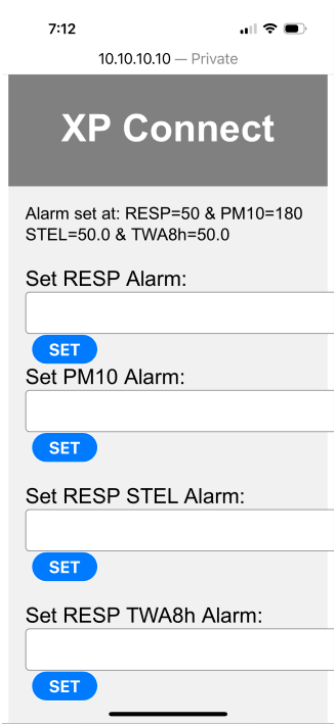 7:12
10.10.10.10 — Private
XP Connect
Alarm set at: RESP=50 & PM10=180
STEL=50.0 & TWA8h=50.0
Set RESP Alarm:
SET
Set PM10 Alarm:
SET
Set RESP STEL Alarm:
SET
Set RESP TWA8h Alarm:
SET